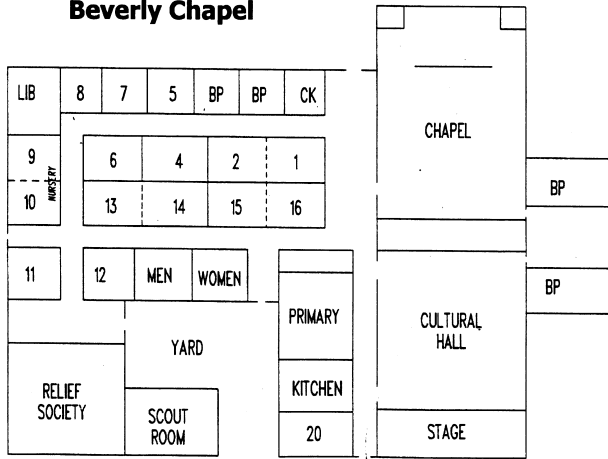 Beverly Chapel
LIB
8
7
5
BP
BP
CK
CHAPEL
9
6
4
2
1
NURSERY
BP
10
13
14
15
16
11
12
MEN
WOMEN
BP
PRIMARY
CULTURAL
HALL
YARD
RELIEF
SOCIETY
KITCHEN
SCOUT
ROOM
20
STAGE